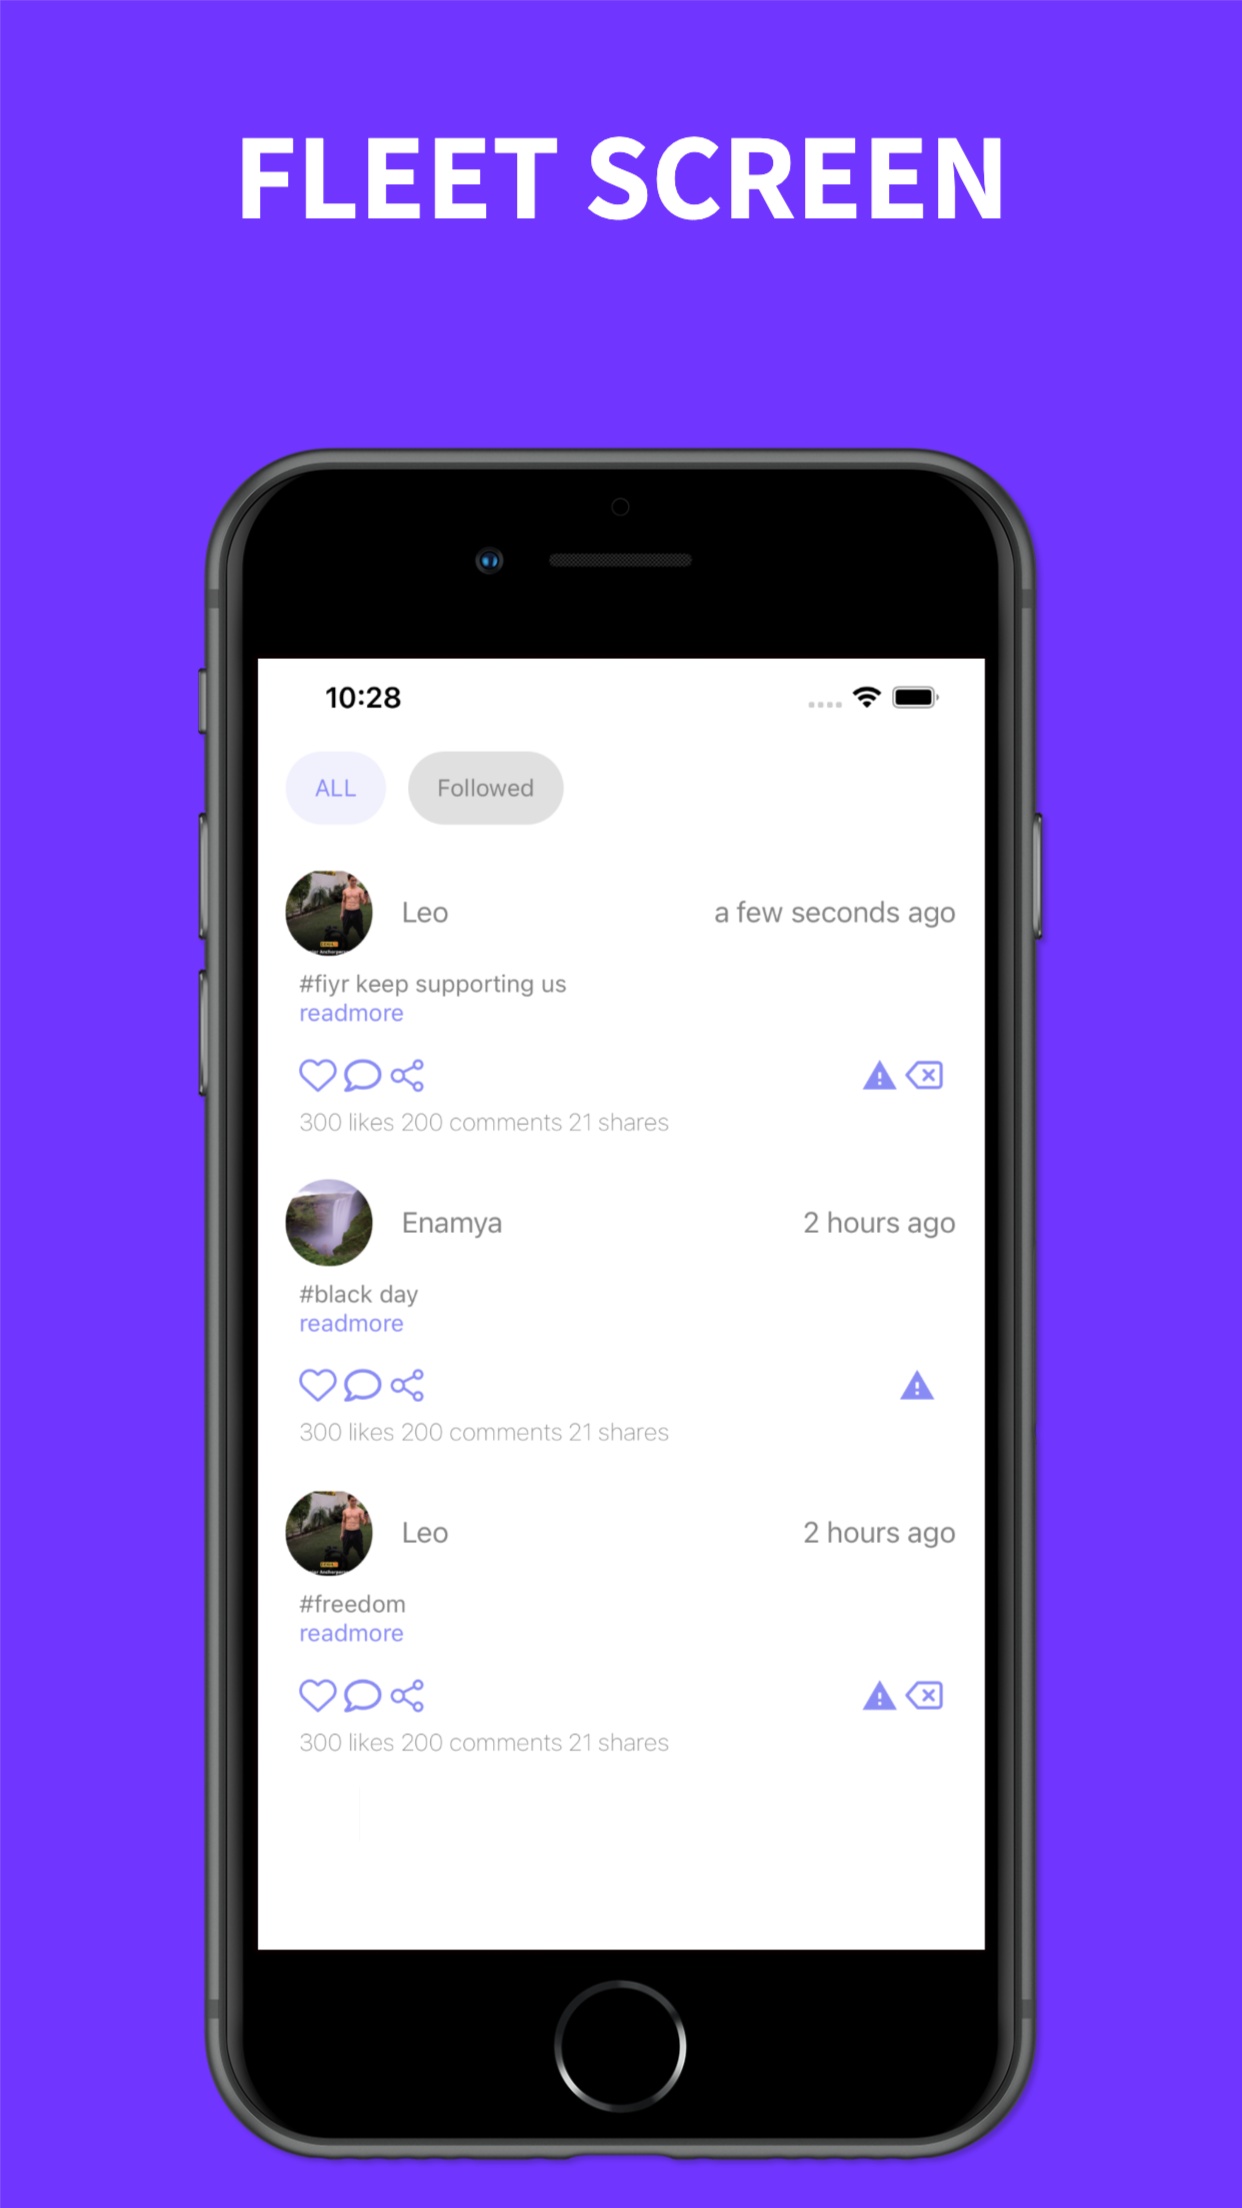 FLEET SCREEN
10:28
ALL Followed
Leo a few seconds ago
#fiyr keep supporting us
readmore
300 likes 200 comments 21 shares
Enamya 2 hours ago
#black day
readmore
300 likes 200 comments 21 shares
Leo 2 hours ago
#freedom
readmore
300 likes 200 comments 21 shares